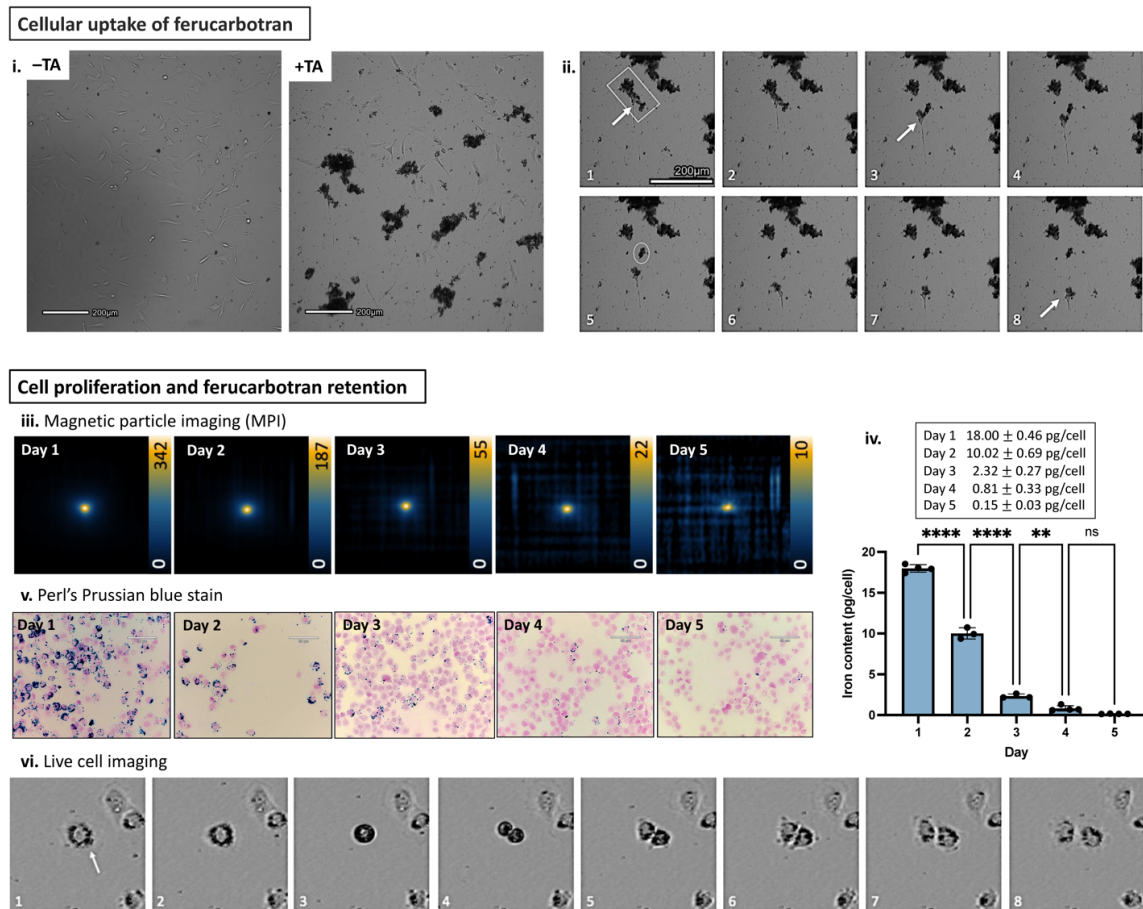 Cellular uptake of ferucarbotran
i. –TA
+TA
200µm
200µm
ii.
1
200µm
2
3
4
5
6
7
8
Cell proliferation and ferucarbotran retention
iii. Magnetic particle imaging (MPI)
Day 1
342
0
Day 2
187
0
Day 3
55
0
Day 4
22
0
Day 5
10
0
iv.
Day 1 18.00 ± 0.46 pg/cell
Day 2 10.02 ± 0.69 pg/cell
Day 3 2.32 ± 0.27 pg/cell
Day 4 0.81 ± 0.33 pg/cell
Day 5 0.15 ± 0.03 pg/cell
**** **** ** ns
Iron content (pg/cell)
20
15
10
5
0
1 2 3 4 5
Day
v. Perl's Prussian blue stain
Day 1
Day 2
Day 3
Day 4
Day 5
vi. Live cell imaging
1
2
3
4
5
6
7
8